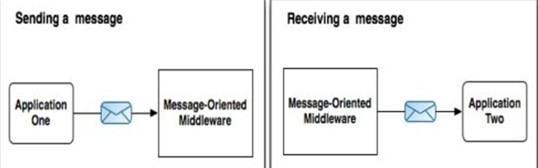 Sending a message
Application
One
Message-Oriented
Middleware
Receiving a message
Message-Oriented
Middleware
Application
Two